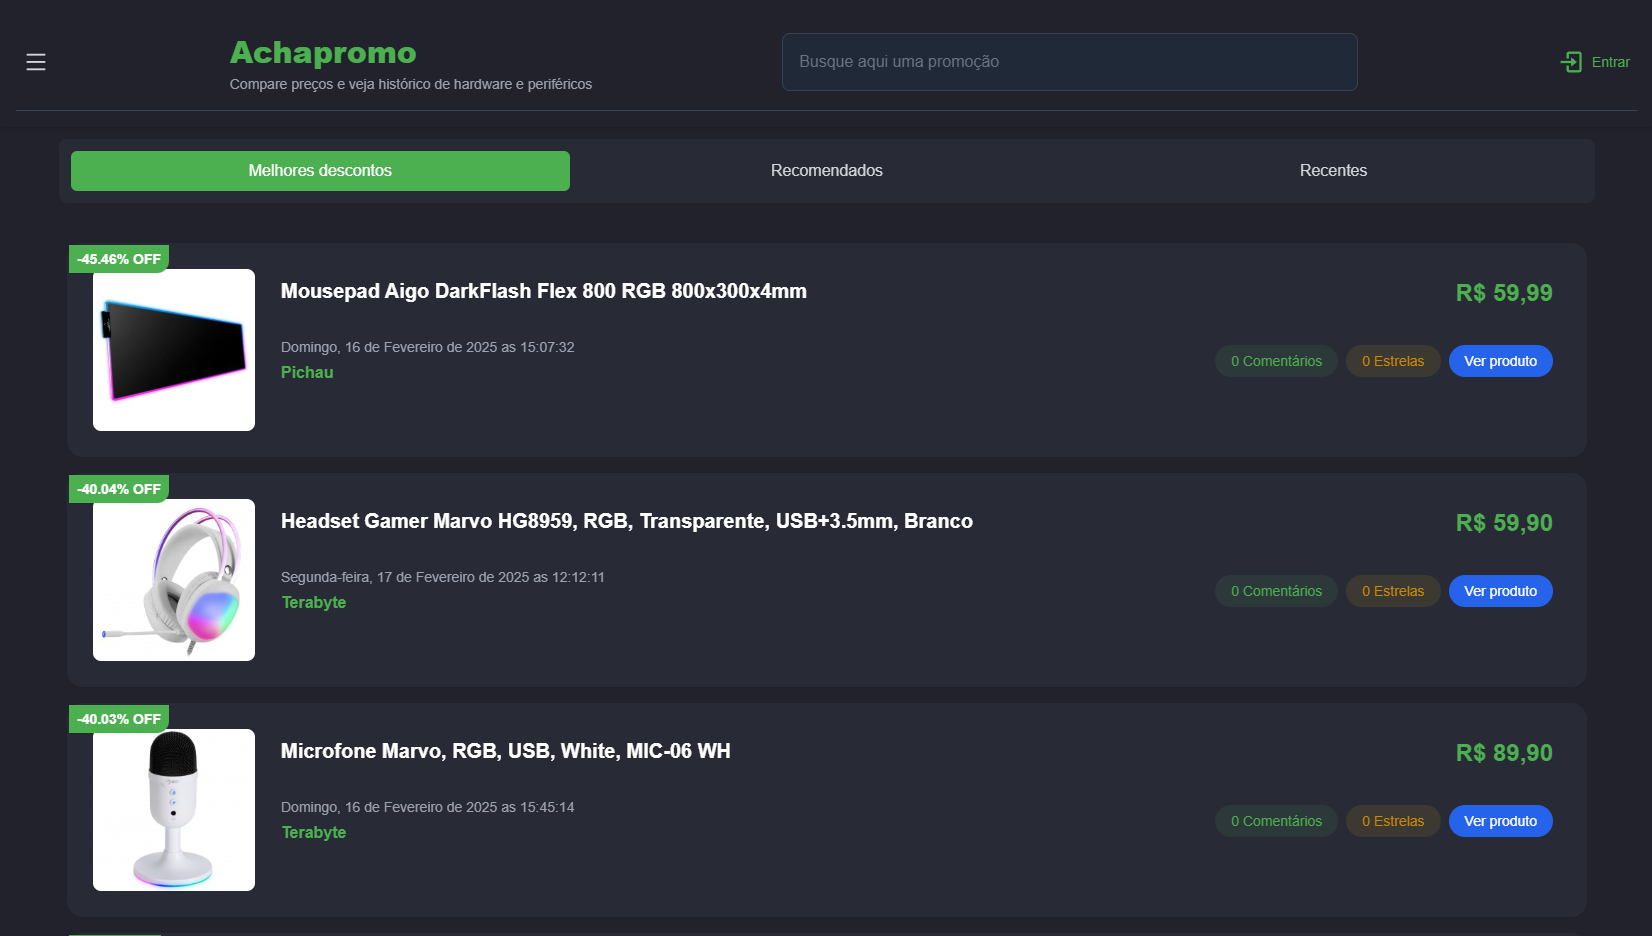 Achapromo
Compare preços e veja histórico de hardware e periféricos
Busque aqui uma promoção
Entrar
Melhores descontos
Recomendados
Recentes
-45.46% OFF
Mousepad Aigo DarkFlash Flex 800 RGB 800x300x4mm
R$ 59,99
Domingo, 16 de Fevereiro de 2025 as 15:07:32
Pichau
0 Comentários
0 Estrelas
Ver produto
-40.04% OFF
Headset Gamer Marvo HG8959, RGB, Transparente, USB+3.5mm, Branco
R$ 59,90
Segunda-feira, 17 de Fevereiro de 2025 as 12:12:11
Terabyte
0 Comentários
0 Estrelas
Ver produto
-40.03% OFF
Microfone Marvo, RGB, USB, White, MIC-06 WH
R$ 89,90
Domingo, 16 de Fevereiro de 2025 as 15:45:14
Terabyte
0 Comentários
0 Estrelas
Ver produto